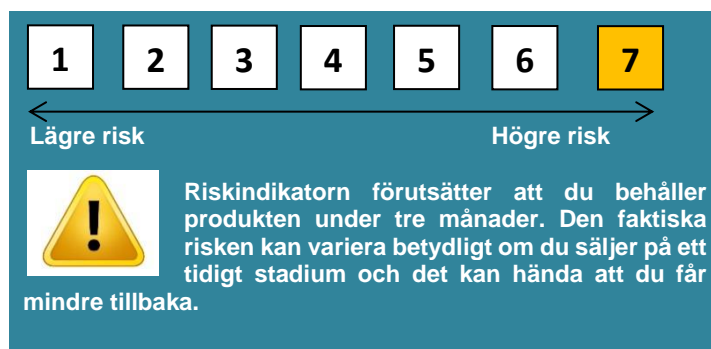 1 2 3 4 5 6 7
Lägre risk Högre risk
Riskindikatorn förutsätter att du behåller
produkten under tre månader. Den faktiska
risken kan variera betydligt om du säljer på ett
tidigt stadium och det kan hända att du får
mindre tillbaka.